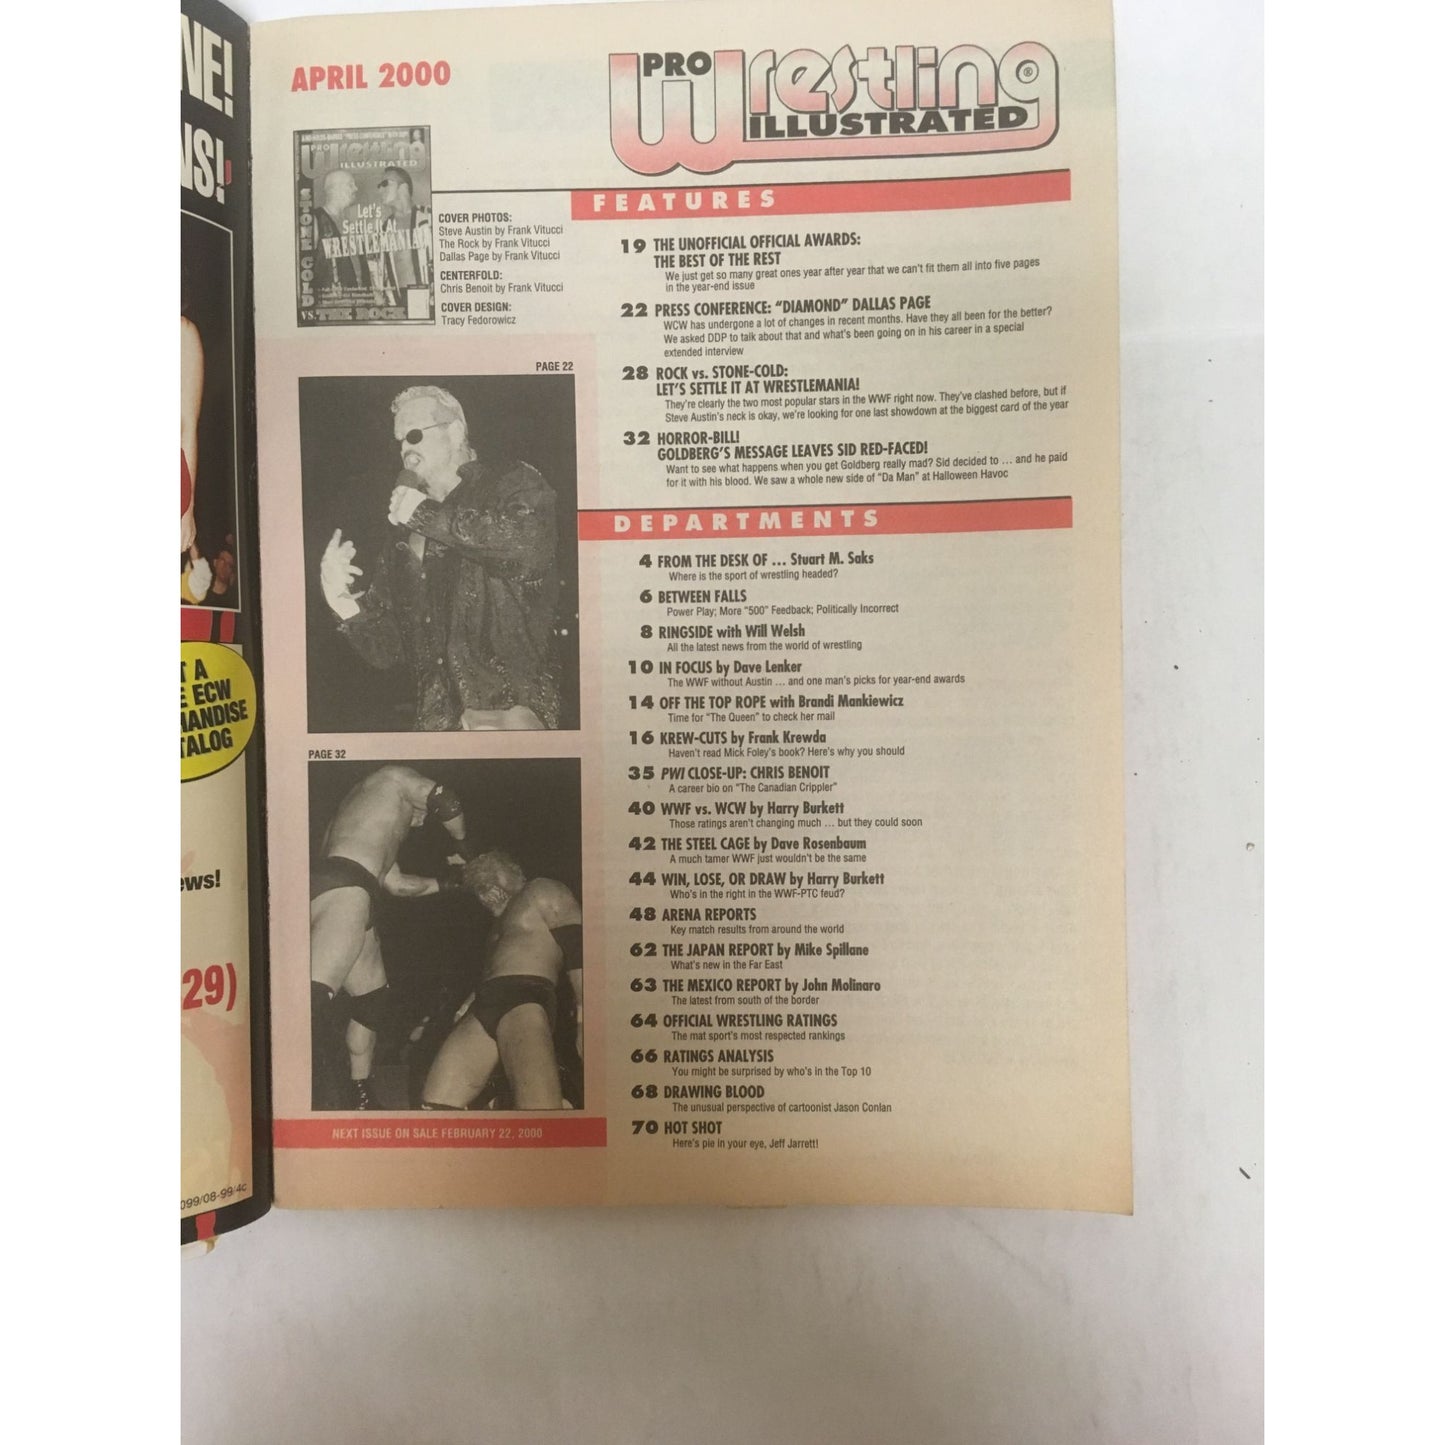 NE!
NS!
T A
E ECW
HANDISE
TALOG
ews!
29)
099/08-99/4c
APRIL 2000
PRO
Wrestling®
ILLUSTRATED
PRO
Wrestling
ILLUSTRATED
STONE COLD
Let's
Settle It At
WRESTLEMANIA
VS. THE ROCK
COVER PHOTOS:
Steve Austin by Frank Vitucci
The Rock by Frank Vitucci
Dallas Page by Frank Vitucci
CENTERFOLD:
Chris Benoit by Frank Vitucci
COVER DESIGN:
Tracy Fedorowicz
PAGE 22
PAGE 32
NEXT ISSUE ON SALE FEBRUARY 22, 2000
FEATURES
19 THE UNOFFICIAL OFFICIAL AWARDS:
THE BEST OF THE REST
We just get so many great ones year after year that we can't fit them all into five pages
in the year-end issue
22 PRESS CONFERENCE: "DIAMOND" DALLAS PAGE
WCW has undergone a lot of changes in recent months. Have they all been for the better?
We asked DDP to talk about that and what's been going on in his career in a special
extended interview
28 ROCK vs. STONE-COLD:
LET'S SETTLE IT AT WRESTLEMANIA!
They're clearly the two most popular stars in the WWF right now. They've clashed before, but if
Steve Austin's neck is okay, we're looking for one last showdown at the biggest card of the year
32 HORROR-BILL!
GOLDBERG'S MESSAGE LEAVES SID RED-FACED!
Want to see what happens when you get Goldberg really mad? Sid decided to ... and he paid
for it with his blood. We saw a whole new side of "Da Man" at Halloween Havoc
DEPARTMENTS
4 FROM THE DESK OF ... Stuart M. Saks
Where is the sport of wrestling headed?
6 BETWEEN FALLS
Power Play; More "500" Feedback; Politically Incorrect
8 RINGSIDE with Will Welsh
All the latest news from the world of wrestling
10 IN FOCUS by Dave Lenker
The WWF without Austin ... and one man's picks for year-end awards
14 OFF THE TOP ROPE with Brandi Mankiewicz
Time for "The Queen" to check her mail
16 KREW-CUTS by Frank Krewda
Haven't read Mick Foley's book? Here's why you should
35 PWI CLOSE-UP: CHRIS BENOIT
A career bio on "The Canadian Crippler"
40 WWF vs. WCW by Harry Burkett
Those ratings aren't changing much ... but they could soon
42 THE STEEL CAGE by Dave Rosenbaum
A much tamer WWF just wouldn't be the same
44 WIN, LOSE, OR DRAW by Harry Burkett
Who's in the right in the WWF-PTC feud?
48 ARENA REPORTS
Key match results from around the world
62 THE JAPAN REPORT by Mike Spillane
What's new in the Far East
63 THE MEXICO REPORT by John Molinaro
The latest from south of the border
64 OFFICIAL WRESTLING RATINGS
The mat sport's most respected rankings
66 RATINGS ANALYSIS
You might be surprised by who's in the Top 10
68 DRAWING BLOOD
The unusual perspective of cartoonist Jason Conlan
70 HOT SHOT
Here's pie in your eye, Jeff Jarrett!